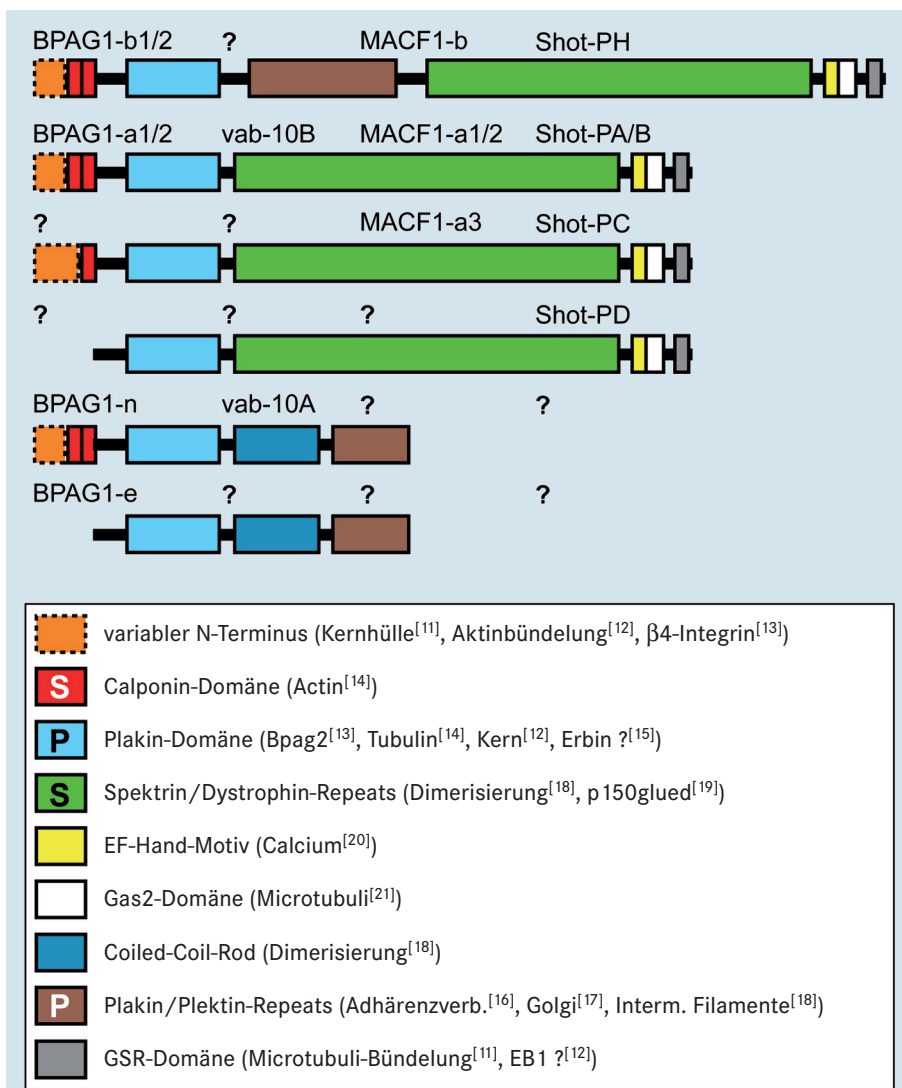 BPAG1-b1/2 ? MACF1-b Shot-PH
BPAG1-a1/2 vab-10B MACF1-a1/2 Shot-PA/B
? ? MACF1-a3 Shot-PC
? ? ? Shot-PD
BPAG1-n vab-10A ? ?
BPAG1-e ? ? ?
variabler N-Terminus (Kernhülle[11], Aktinbündelung[12], β4-Integrin[13])
S Calponin-Domäne (Actin[14])
P Plakin-Domäne (Bpag2[13], Tubulin[14], Kern[12], Erbin ?[15])
S Spektrin/Dystrophin-Repeats (Dimerisierung[18], p150glued[19])
EF-Hand-Motiv (Calcium[20])
Gas2-Domäne (Microtubuli[21])
Coiled-Coil-Rod (Dimerisierung[18])
P Plakin/Plektin-Repeats (Adhärenzverb.[16], Golgi[17], Interm. Filamente[18])
GSR-Domäne (Microtubuli-Bündelung[11], EB1 ?[12])